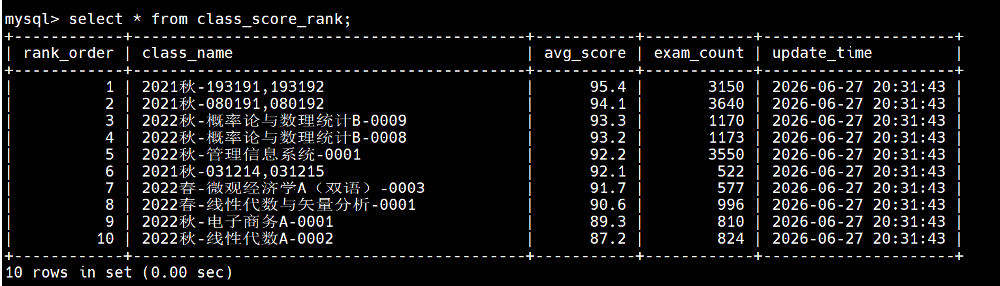 mysql> select * from class_score_rank;
+------------+-------------------------------------------+-----------+------------+---------------------+
| rank_order | class_name                                | avg_score | exam_count | update_time         |
+------------+-------------------------------------------+-----------+------------+---------------------+
|          1 | 2021秋-193191,193192                      |      95.4 |       3150 | 2026-06-27 20:31:43 |
|          2 | 2021秋-080191,080192                      |      94.1 |       3640 | 2026-06-27 20:31:43 |
|          3 | 2022秋-概率论与数理统计B-0009             |      93.3 |       1170 | 2026-06-27 20:31:43 |
|          4 | 2022秋-概率论与数理统计B-0008             |      93.2 |       1173 | 2026-06-27 20:31:43 |
|          5 | 2022秋-管理信息系统-0001                  |      92.2 |       3550 | 2026-06-27 20:31:43 |
|          6 | 2021秋-031214,031215                      |      92.1 |        522 | 2026-06-27 20:31:43 |
|          7 | 2022春-微观经济学A（双语）-0003           |      91.7 |        577 | 2026-06-27 20:31:43 |
|          8 | 2022春-线性代数与矢量分析-0001            |      90.6 |        996 | 2026-06-27 20:31:43 |
|          9 | 2022秋-电子商务A-0001                     |      89.3 |        810 | 2026-06-27 20:31:43 |
|         10 | 2022秋-线性代数A-0002                     |      87.2 |        824 | 2026-06-27 20:31:43 |
+------------+-------------------------------------------+-----------+------------+---------------------+
10 rows in set (0.00 sec)